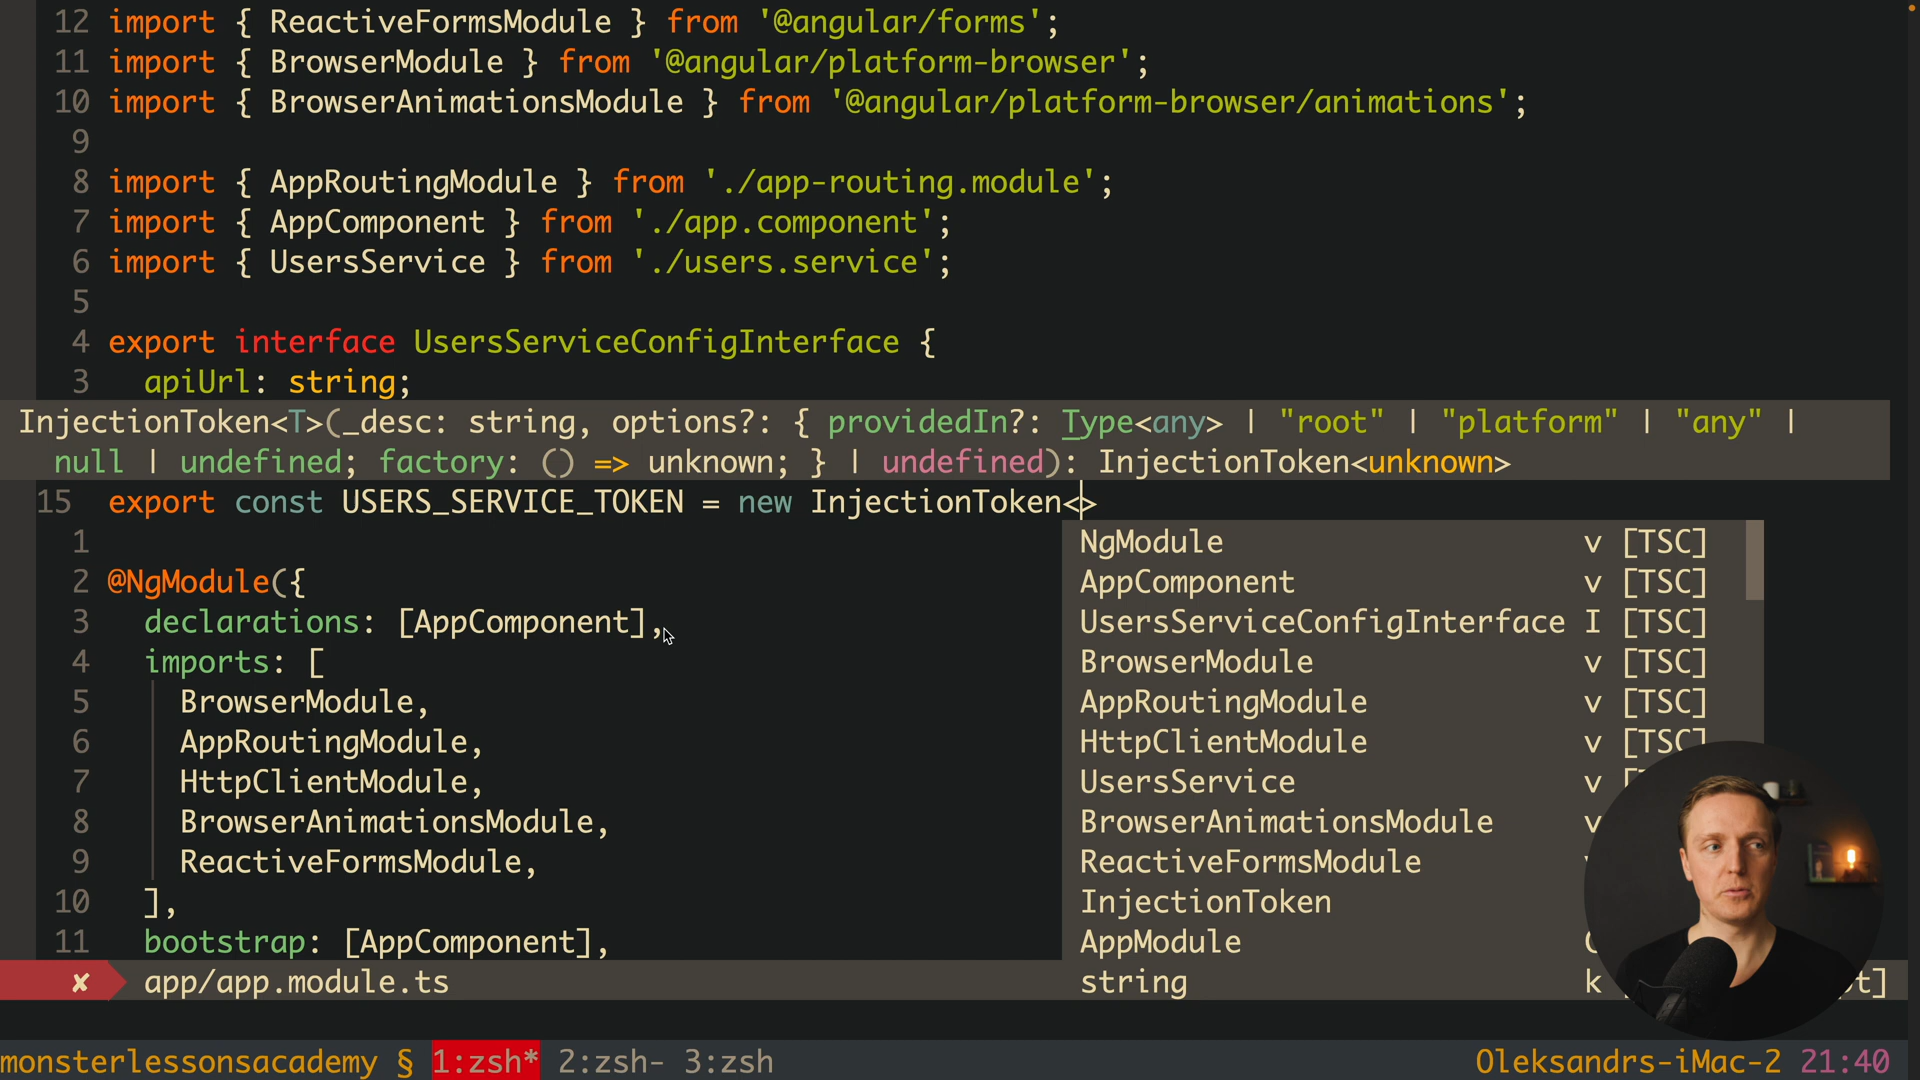 12 import { ReactiveFormsModule } from '@angular/forms';
11 import { BrowserModule } from '@angular/platform-browser';
10 import { BrowserAnimationsModule } from '@angular/platform-browser/animations';
9
8 import { AppRoutingModule } from './app-routing.module';
7 import { AppComponent } from './app.component';
6 import { UsersService } from './users.service';
5
4 export interface UsersServiceConfigInterface {
3 apiUrl: string;
InjectionToken<T>(_desc: string, options?: { providedIn?: Type<any> | "root" | "platform" | "any" |
null | undefined; factory: () => unknown; } | undefined): InjectionToken<unknown>
15 export const USERS_SERVICE_TOKEN = new InjectionToken<>
1 NgModule v [TSC]
2 @NgModule({ AppComponent v [TSC]
3 declarations: [AppComponent], UsersServiceConfigInterface I [TSC]
4 imports: [ BrowserModule v [TSC]
5 BrowserModule, AppRoutingModule v [TSC]
6 AppRoutingModule, HttpClientModule v [TSC]
7 HttpClientModule, UsersService v
8 BrowserAnimationsModule, BrowserAnimationsModule
9 ReactiveFormsModule, ReactiveFormsModule
10 ], InjectionToken
11 bootstrap: [AppComponent], AppModule
✘ app/app.module.ts string k
monsterlessonsacademy § 1:zsh* 2:zsh- 3:zsh Oleksandrs-iMac-2 21:40